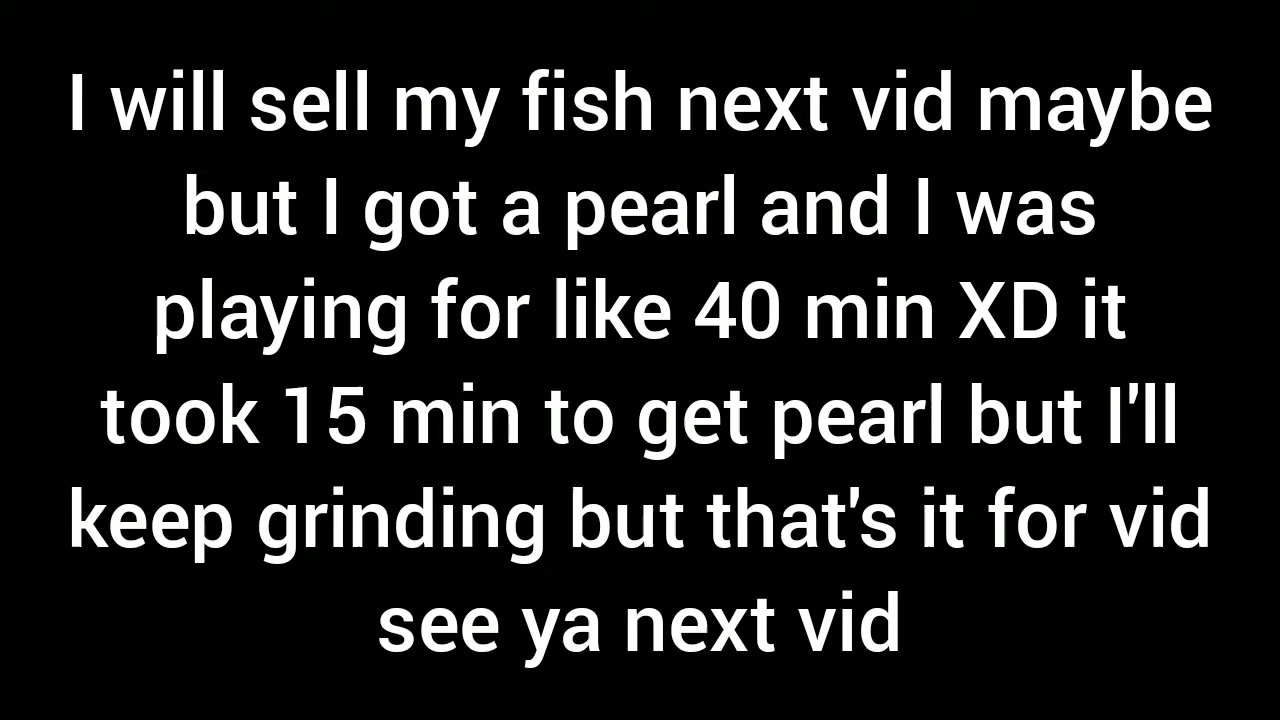 I will sell my fish next vid maybe
but I got a pearl and I was
playing for like 40 min XD it
took 15 min to get pearl but I'll
keep grinding but that's it for vid
see ya next vid